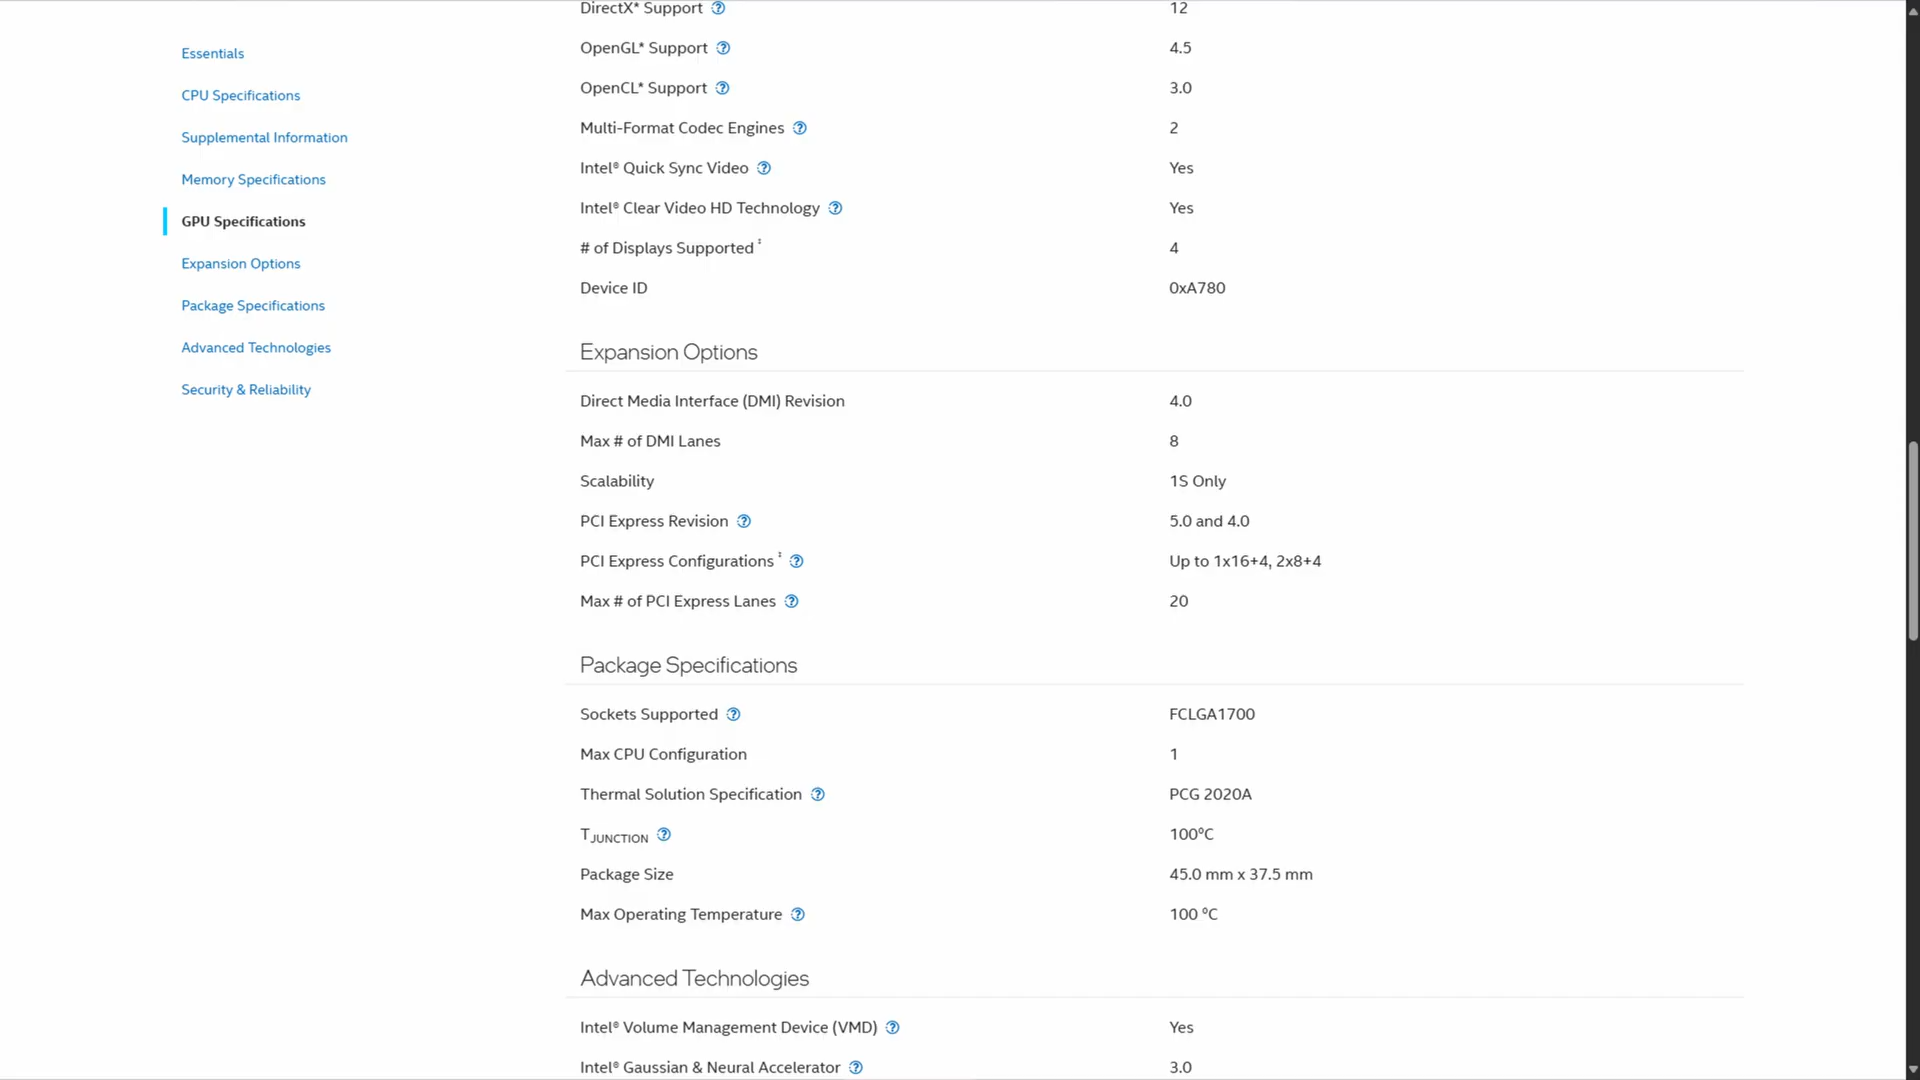 DirectX* Support 12
OpenGL* Support 4.5
OpenCL* Support 3.0
Multi-Format Codec Engines 2
Intel® Quick Sync Video Yes
Intel® Clear Video HD Technology Yes
# of Displays Supported ‡ 4
Device ID 0xA780
Essentials
CPU Specifications
Supplemental Information
Memory Specifications
GPU Specifications
Expansion Options
Package Specifications
Advanced Technologies
Security & Reliability
Expansion Options
Direct Media Interface (DMI) Revision 4.0
Max # of DMI Lanes 8
Scalability 1S Only
PCI Express Revision 5.0 and 4.0
PCI Express Configurations ‡ Up to 1x16+4, 2x8+4
Max # of PCI Express Lanes 20
Package Specifications
Sockets Supported FCLGA1700
Max CPU Configuration 1
Thermal Solution Specification PCG 2020A
TJUNCTION 100°C
Package Size 45.0 mm x 37.5 mm
Max Operating Temperature 100 °C
Advanced Technologies
Intel® Volume Management Device (VMD) Yes
Intel® Gaussian & Neural Accelerator 3.0